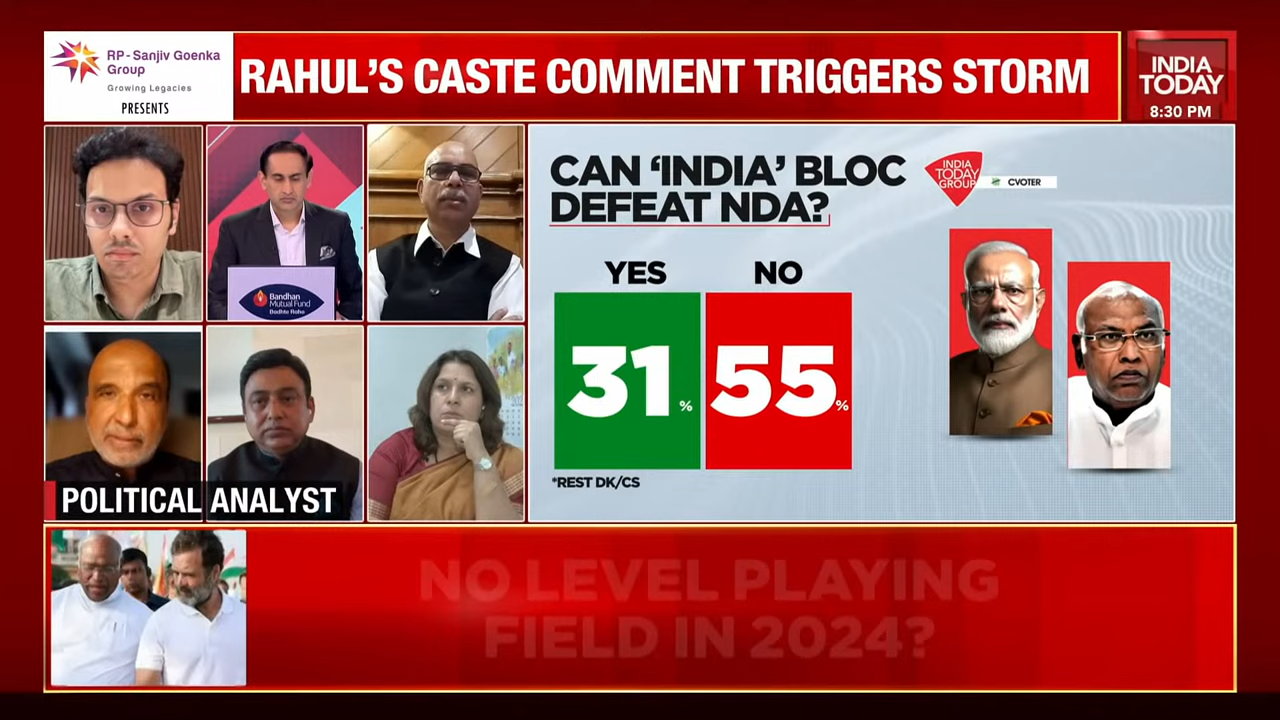 RP-Sanjiv Goenka
Group
Growing Legacies
PRESENTS
RAHUL'S CASTE COMMENT TRIGGERS STORM
INDIA
TODAY
8:30 PM
CAN 'INDIA' BLOC
DEFEAT NDA?
INDIA
TODAY
GROUP
CVOTER
YES
NO
31%
55%
*REST DK/CS
Bandhan
Mutual Fund
Badhte Raho
POLITICAL ANALYST
NO LEVEL PLAYING
FIELD IN 2024?